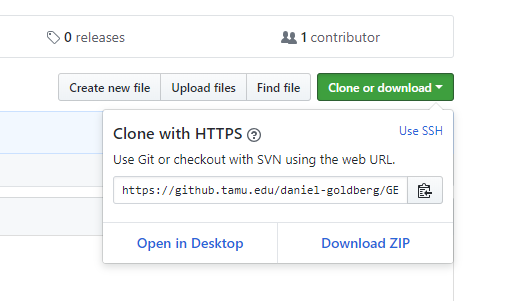 0 releases
1 contributor
Create new file
Upload files
Find file
Clone or download
Clone with HTTPS
Use SSH
Use Git or checkout with SVN using the web URL.
https://github.tamu.edu/daniel-goldberg/GE
Open in Desktop
Download ZIP